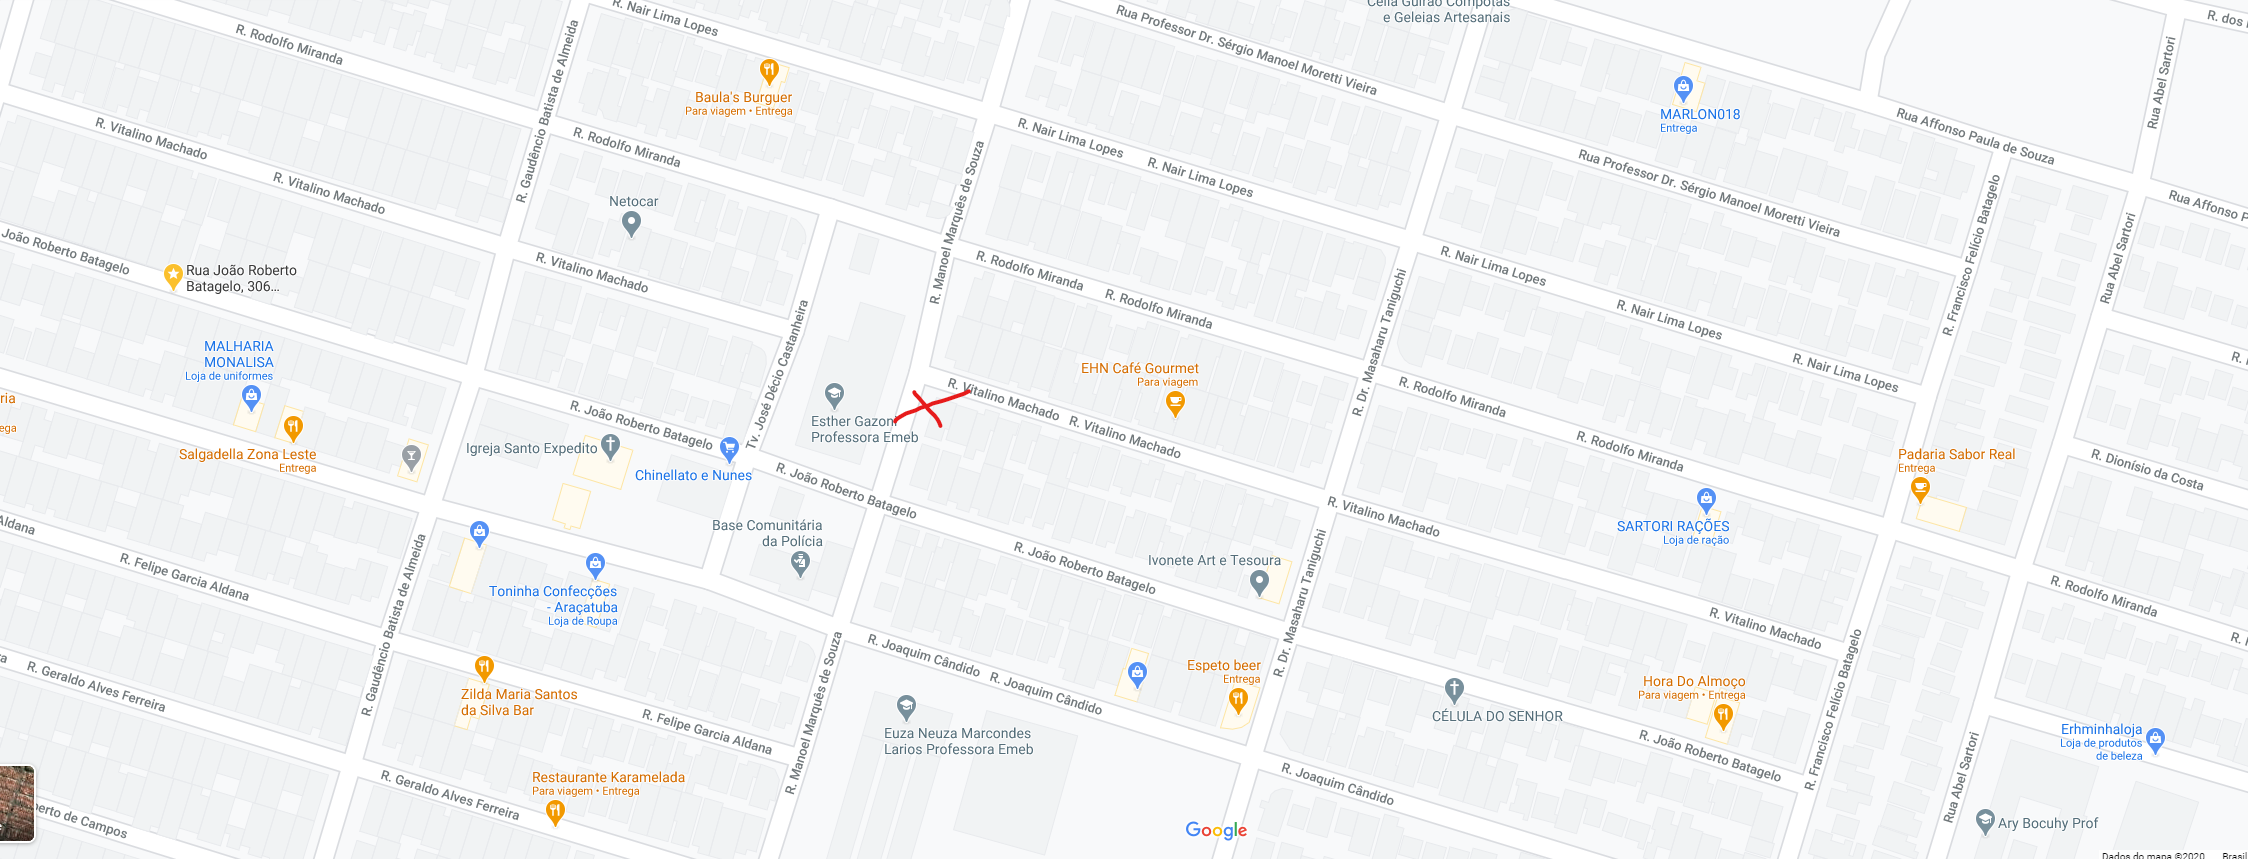 Celia Guirão Compotas
e Geleias Artesanais
R. Nair Lima Lopes
Rua Professor Dr. Sérgio Manoel Moretti Vieira
R. dos
R. Rodolfo Miranda
R. Gaudêncio Batista de Almeida
Rua Abel Sartori
Baula's Burguer
Para viagem • Entrega
MARLON018
Entrega
R. Vitalino Machado
R. Rodolfo Miranda
R. Nair Lima Lopes
R. Nair Lima Lopes
Rua Affonso Paula de Souza
Rua Professor Dr. Sérgio Manoel Moretti Vieira
R. Manoel Marquês de Souza
R. Vitalino Machado
Netocar
Rua Affonso P
R. Francisco Felício Batagelo
Rua Abel Sartori
João Roberto Batagelo
R. Vitalino Machado
R. Rodolfo Miranda
R. Rodolfo Miranda
R. Nair Lima Lopes
R. Nair Lima Lopes
R. Nair Lima Lopes
Rua João Roberto
Batagelo, 306...
R. Dr. Masaharu Taniguchi
Tv. José Décio Castanheira
MALHARIA
MONALISA
Loja de uniformes
EHN Café Gourmet
Para viagem
R. Vitalino Machado
R. Vitalino Machado
R. Rodolfo Miranda
R. Rodolfo Miranda
ria
ega
Esther Gazoni
Professora Emeb
R. João Roberto Batagelo
Igreja Santo Expedito
Salgadella Zona Leste
Entrega
Chinellato e Nunes
R. João Roberto Batagelo
Padaria Sabor Real
Entrega
R. Dionísio da Costa
R. Vitalino Machado
SARTORI RAÇÕES
Loja de ração
Aldana
R. Felipe Garcia Aldana
Base Comunitária
da Polícia
R. João Roberto Batagelo
Ivonete Art e Tesoura
R. Dr. Masaharu Taniguchi
R. Gaudêncio Batista de Almeida
Toninha Confecções
- Araçatuba
Loja de Roupa
R. Rodolfo Miranda
R. Vitalino Machado
R. Joaquim Cândido
R. Joaquim Cândido
R. Manoel Marquês de Souza
R. Francisco Felício Batagelo
R. Geraldo Alves Ferreira
Zilda Maria Santos
da Silva Bar
Espeto beer
Entrega
Hora Do Almoço
Para viagem • Entrega
CÉLULA DO SENHOR
R. Felipe Garcia Aldana
Euza Neuza Marcondes
Larios Professora Emeb
R. João Roberto Batagelo
Erhminhaloja
Loja de produtos
de beleza
Rua Abel Sartori
Restaurante Karamelada
Para viagem • Entrega
R. Geraldo Alves Ferreira
R. Joaquim Cândido
berto de Campos
Google
Ary Bocuhy Prof
Dados do mapa ©2020
Brasil